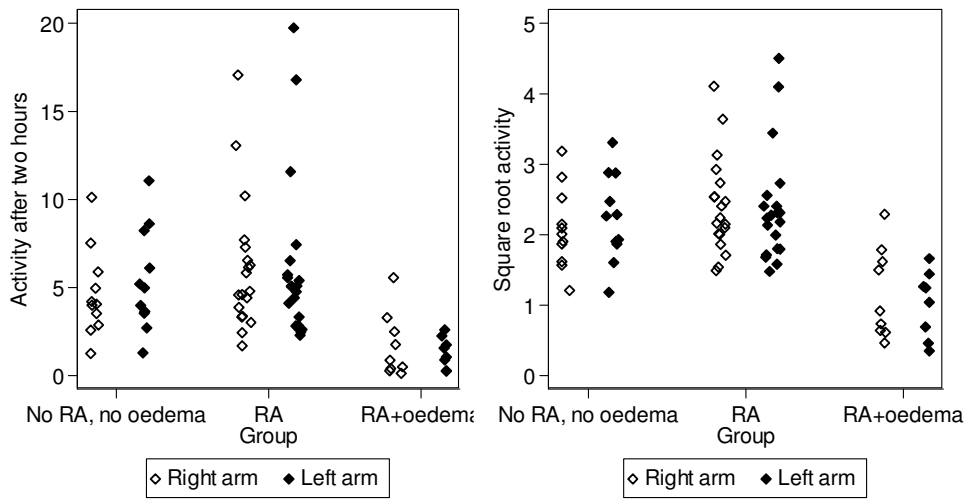 Activity after two hours
20
15
10
5
0
No RA, no oedema RA RA+oedema
Group
Right arm Left arm
Square root activity
5
4
3
2
1
0
No RA, no oedema RA RA+oedema
Group
Right arm Left arm